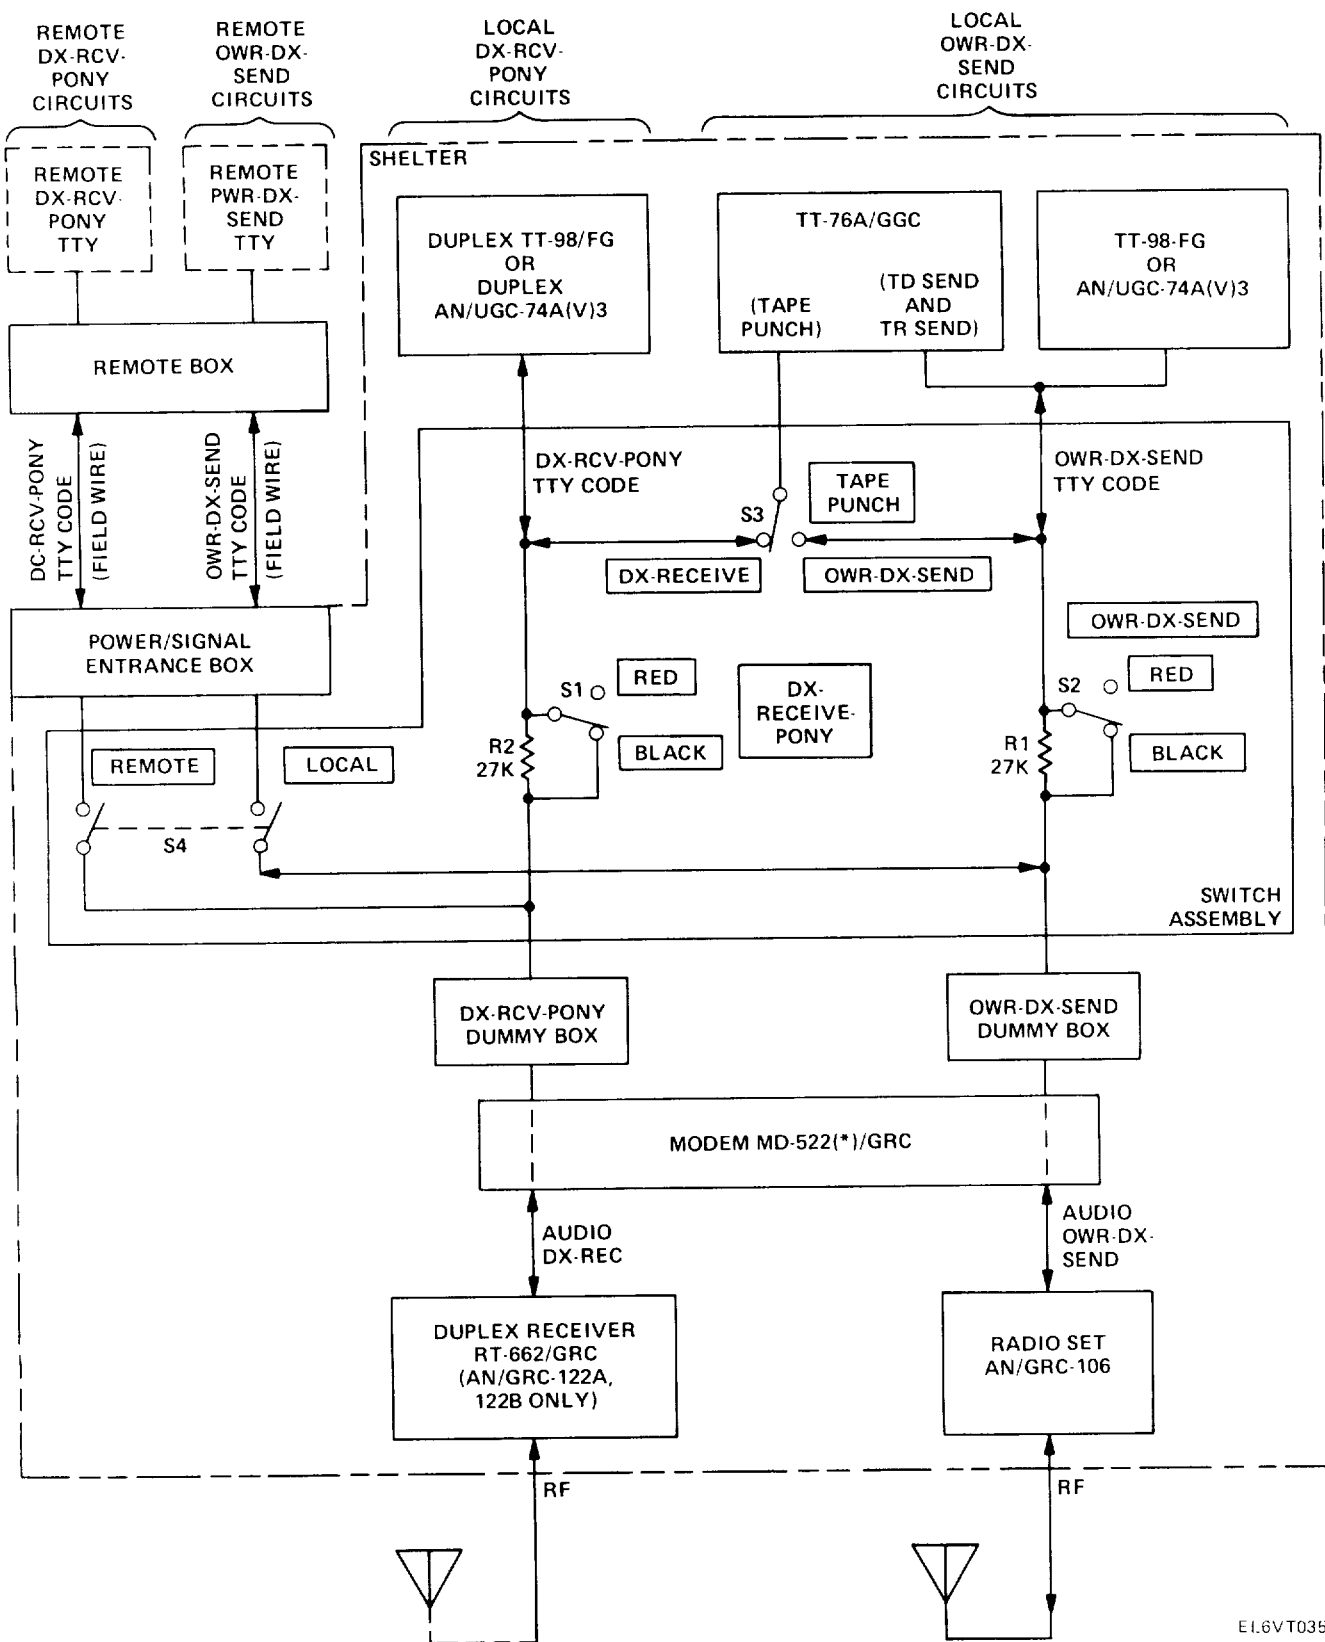 REMOTE
DX-RCV-
PONY
CIRCUITS
REMOTE
OWR-DX-
SEND
CIRCUITS
LOCAL
DX-RCV-
PONY
CIRCUITS
LOCAL
OWR-DX-
SEND
CIRCUITS
REMOTE
DX-RCV-
PONY
TTY
REMOTE
PWR-DX-
SEND
TTY
SHELTER
DUPLEX TT-98/FG
OR
DUPLEX
AN/UGC-74A(V)3
TT-76A/GGC
(TAPE
PUNCH)
(TD SEND
AND
TR SEND)
TT-98-FG
OR
AN/UGC-74A(V)3
REMOTE BOX
DC-RCV-PONY
TTY CODE
(FIELD WIRE)
OWR-DX-SEND
TTY CODE
(FIELD WIRE)
DX-RCV-PONY
TTY CODE
S3
TAPE
PUNCH
OWR-DX-SEND
TTY CODE
DX-RECEIVE
OWR-DX-SEND
POWER/SIGNAL
ENTRANCE BOX
S1
RED
BLACK
R2
27K
DX-
RECEIVE-
PONY
OWR-DX-SEND
S2
RED
BLACK
R1
27K
REMOTE
LOCAL
S4
SWITCH
ASSEMBLY
DX-RCV-PONY
DUMMY BOX
OWR-DX-SEND
DUMMY BOX
MODEM MD-522(*)/GRC
AUDIO
DX-REC
AUDIO
OWR-DX-
SEND
DUPLEX RECEIVER
RT-662/GRC
(AN/GRC-122A,
122B ONLY)
RADIO SET
AN/GRC-106
RF
RF
EL6VT035